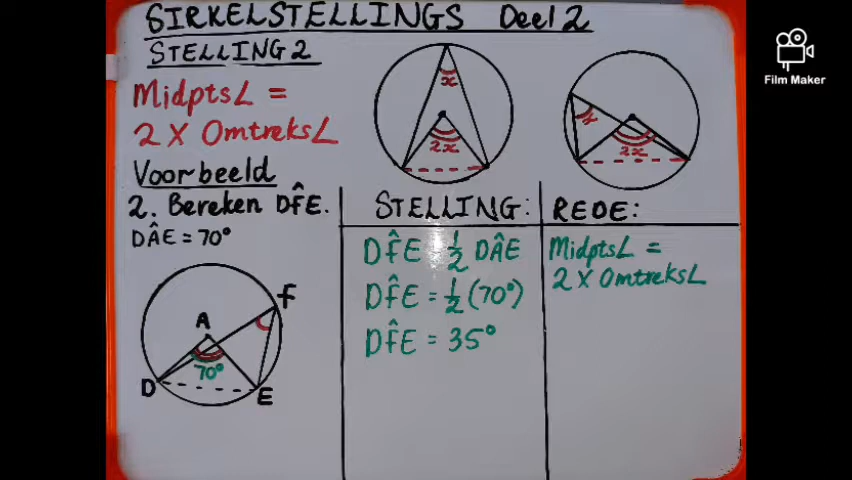 SIRKELSTELLINGS Deel 2
STELLING 2
Midpts∠ =
2 X Omtreks∠
x
2x
x
2x
Film Maker
Voorbeeld
2. Bereken DF̂E.
DÂE = 70°
A
F
70°
D
E
STELLING:
DF̂E = ½ DÂE
DF̂E = ½ (70°)
DF̂E = 35°
REDE:
Midpts∠ =
2 X Omtreks∠